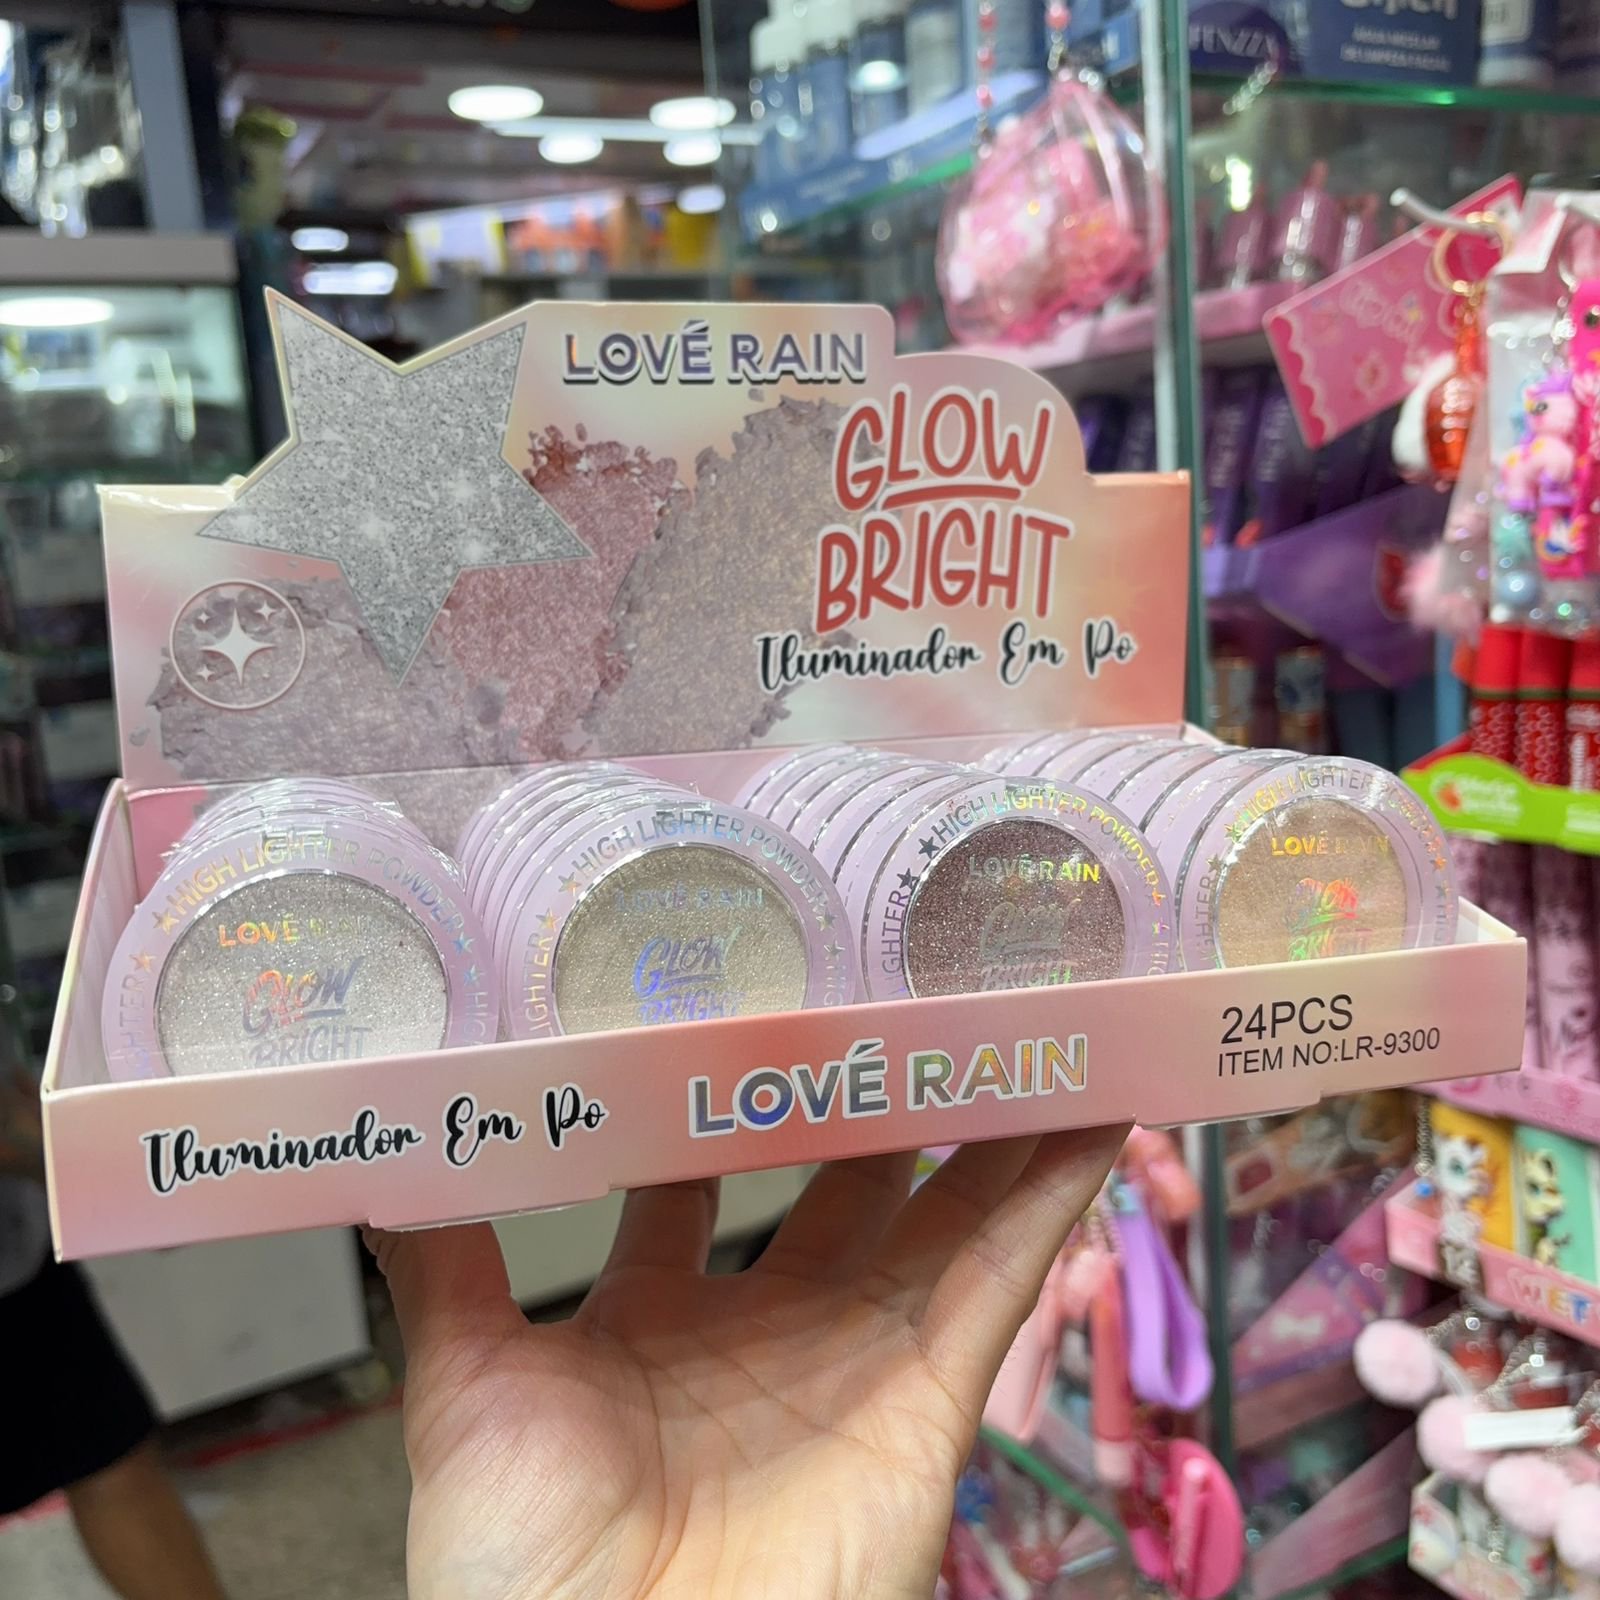 LOVÉ RAIN
GLOW
BRIGHT
Iluminador Em Po
HIGH LIGHTER POWDER
LOVÉ RAIN
GLOW
BRIGHT
HIGH LIGHTER POWDER
LOVÉ RAIN
GLOW
BRIGHT
HIGH LIGHTER POWDER
LOVÉ RAIN
GLOW
BRIGHT
HIGH LIGHTER POWDER
LOVÉ RAIN
GLOW
BRIGHT
Iluminador Em Po
LOVÉ RAIN
24PCS
ITEM NO:LR-9300